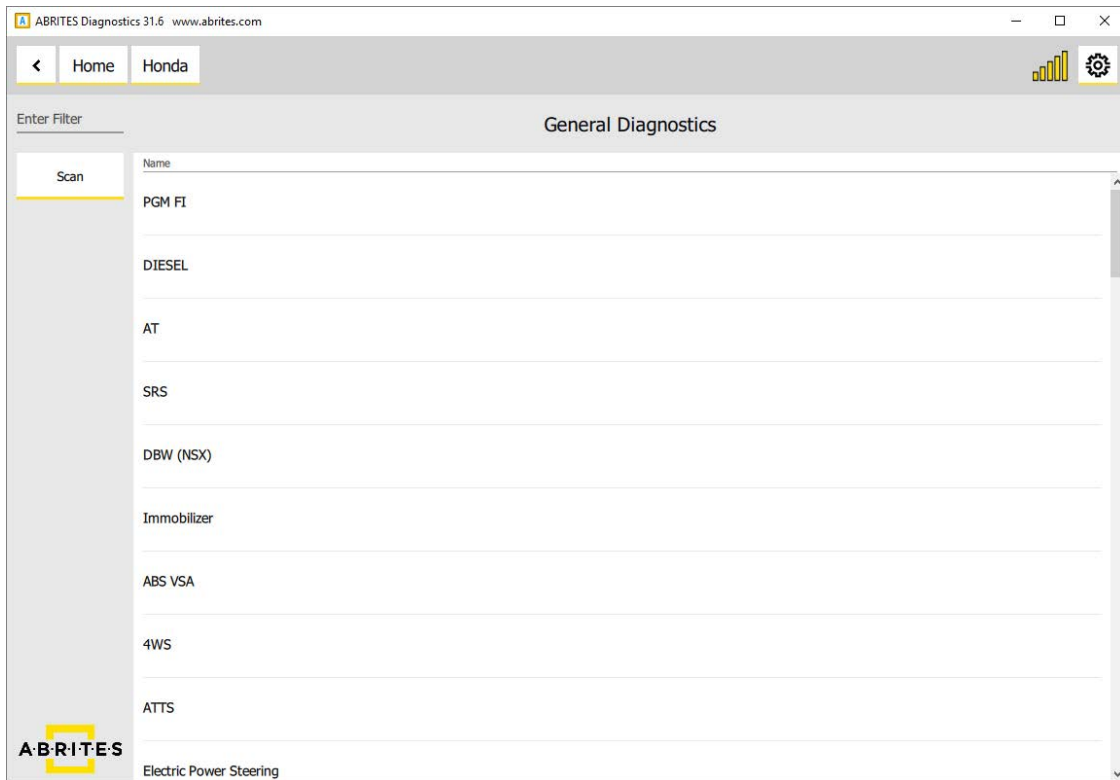 ABRITES Diagnostics 31.6 www.abrites.com
Home Honda
Enter Filter
General Diagnostics
Scan
Name
PGM FI
DIESEL
AT
SRS
DBW (NSX)
Immobilizer
ABS VSA
4WS
ATTS
Electric Power Steering
A·B·R·I·T·E·S